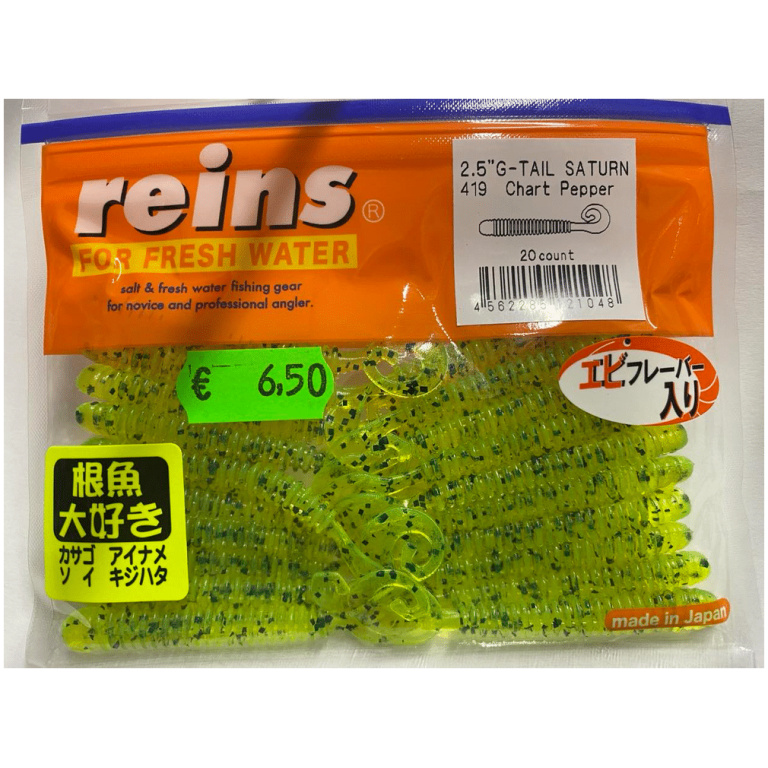 reins®
FOR FRESH WATER
salt & fresh water fishing gear
for novice and professional angler.
2.5"G-TAIL SATURN
419 Chart Pepper
20count
€ 6,50
エビフレーバー
入り
根魚
大好き
カサゴ アイナメ
ソイ キジハタ
made in Japan